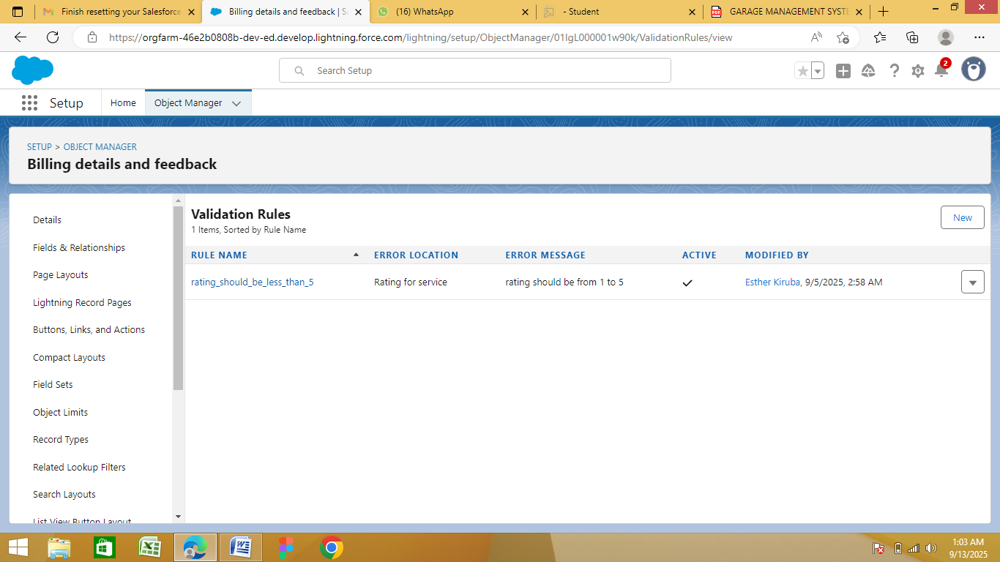 Finish resetting your Salesforce
Billing details and feedback | S
(16) WhatsApp
- Student
GARAGE MANAGEMENT SYSTE
https://orgfarm-46e2b0808b-dev-ed.develop.lightning.force.com/lightning/setup/ObjectManager/01IgL000001w90k/ValidationRules/view
Search Setup
2
Setup
Home
Object Manager
SETUP > OBJECT MANAGER
Billing details and feedback
Details
Fields & Relationships
Page Layouts
Lightning Record Pages
Buttons, Links, and Actions
Compact Layouts
Field Sets
Object Limits
Record Types
Related Lookup Filters
Search Layouts
List View Button Layout
Validation Rules
1 Items, Sorted by Rule Name
New
RULE NAME ERROR LOCATION ERROR MESSAGE ACTIVE MODIFIED BY
rating_should_be_less_than_5 Rating for service rating should be from 1 to 5 Esther Kiruba, 9/5/2025, 2:58 AM
1:03 AM
9/13/2025